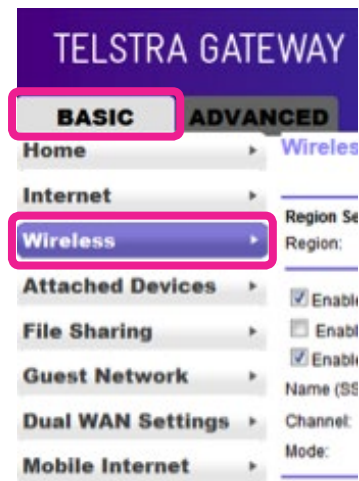 TELSTRA GATEWAY
BASIC ADVANCED
Home
Internet
Wireless
Attached Devices
File Sharing
Guest Network
Dual WAN Settings
Mobile Internet
Wireles
Region Se
Region:
Enable
Enabl
Enable
Name (SS
Channel:
Mode: